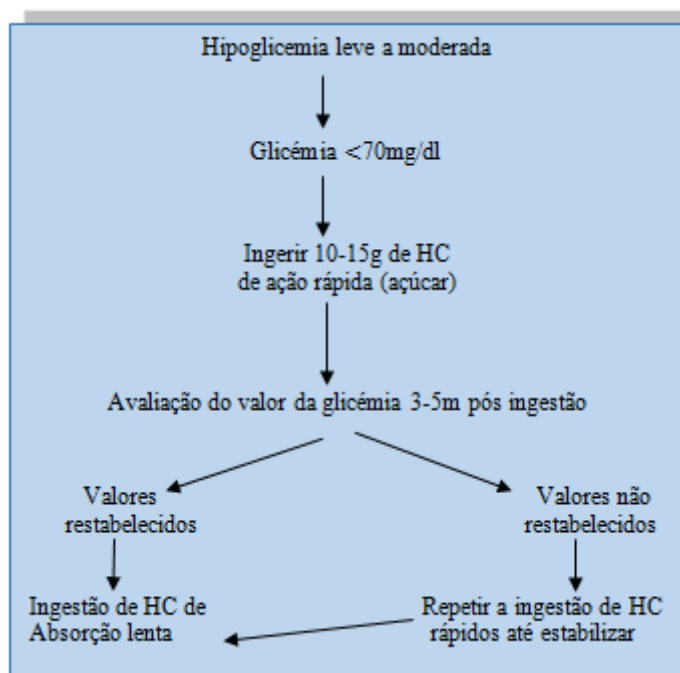 Hipoglicemia leve a moderada
Glicémia <70mg/dl
Ingerir 10-15g de HC
de ação rápida (açúcar)
Avaliação do valor da glicémia 3-5m pós ingestão
Valores
restabelecidos
Valores não
restabelecidos
Ingestão de HC de
Absorção lenta
Repetir a ingestão de HC
rápidos até estabilizar